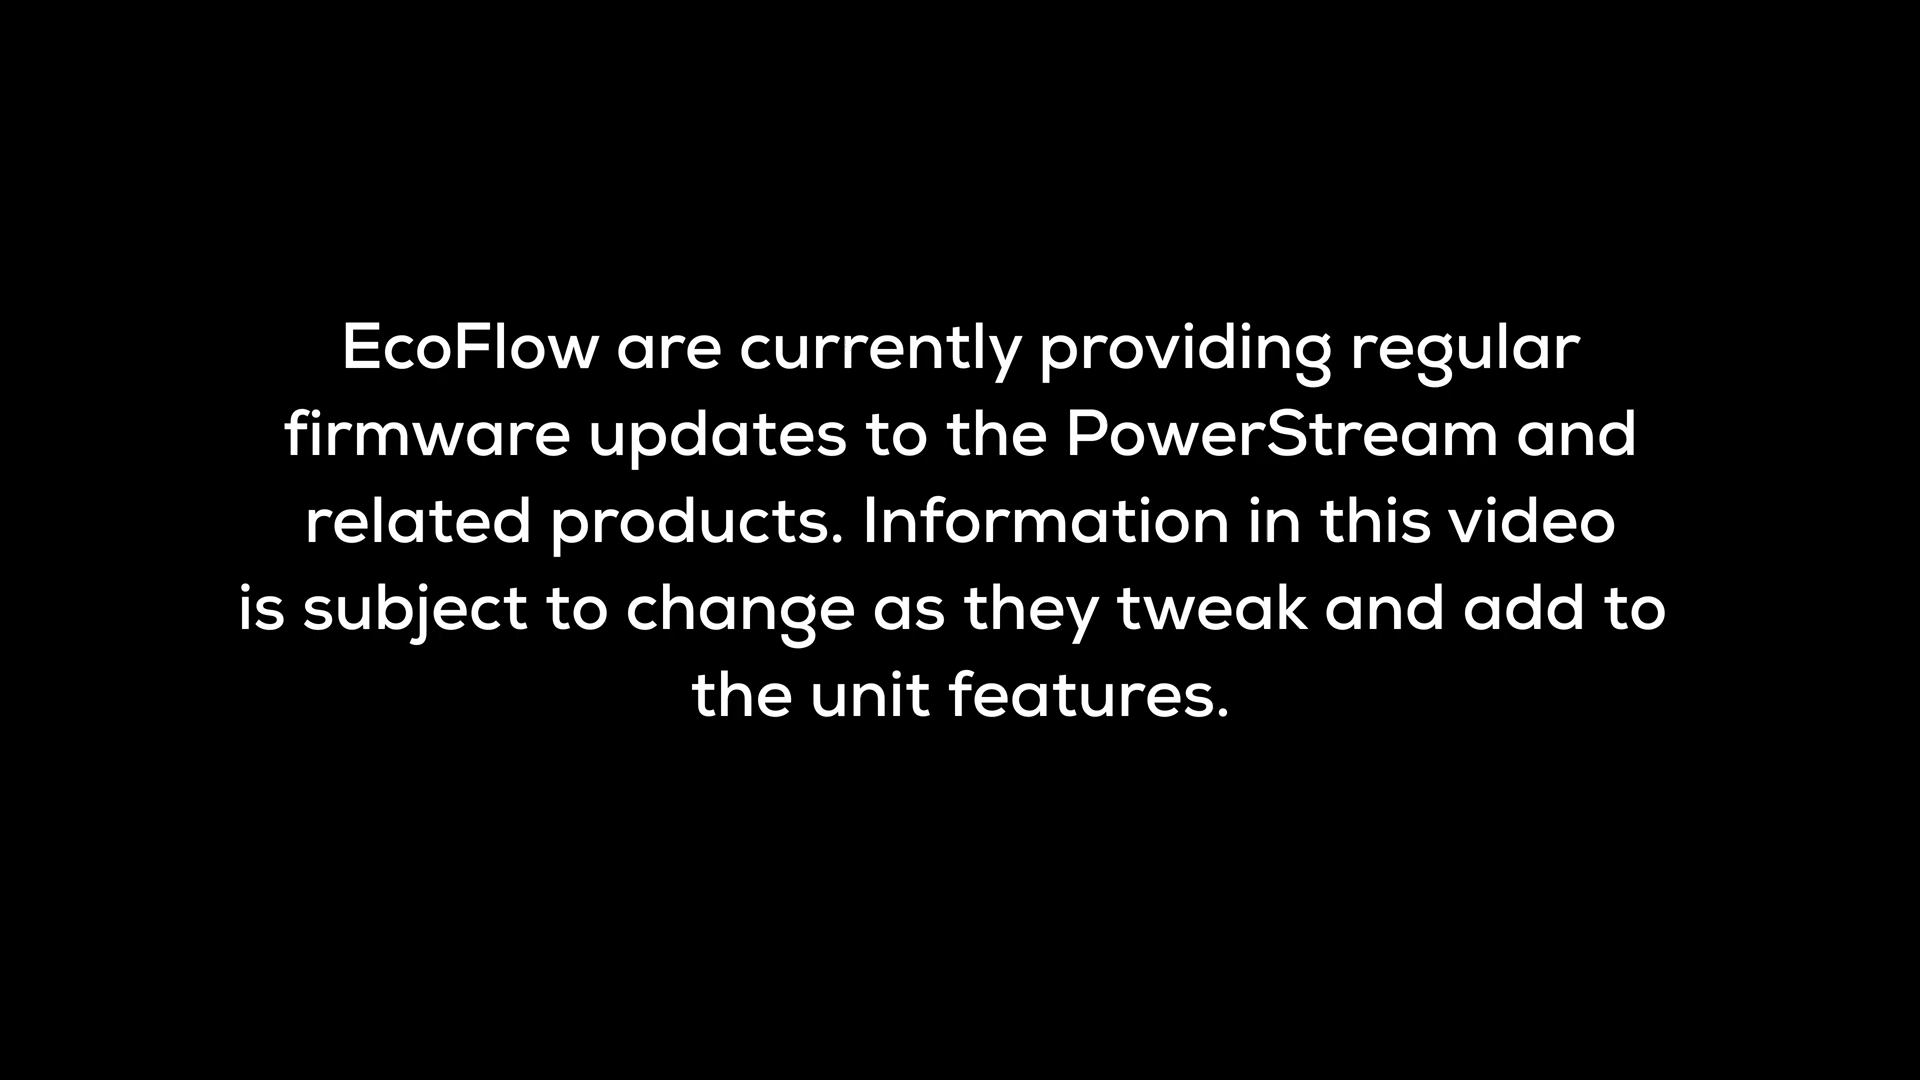 EcoFlow are currently providing regular
firmware updates to the PowerStream and
related products. Information in this video
is subject to change as they tweak and add to
the unit features.